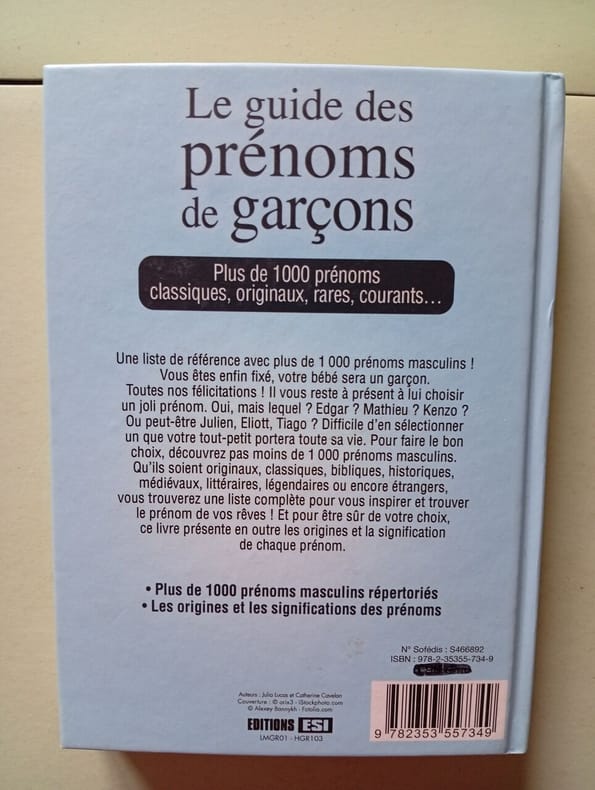 Le guide des
prénoms
de garçons
Plus de 1000 prénoms
classiques, originaux, rares, courants...
Une liste de référence avec plus de 1 000 prénoms masculins !
Vous êtes enfin fixé, votre bébé sera un garçon.
Toutes nos félicitations ! Il vous reste à présent à lui choisir
un joli prénom. Oui, mais lequel ? Edgar ? Mathieu ? Kenzo ?
Ou peut-être Julien, Eliott, Tiago ? Difficile d'en sélectionner
un que votre tout-petit portera toute sa vie. Pour faire le bon
choix, découvrez pas moins de 1 000 prénoms masculins.
Qu'ils soient originaux, classiques, bibliques, historiques,
médiévaux, littéraires, légendaires ou encore étrangers,
vous trouverez une liste complète pour vous inspirer et trouver
le prénom de vos rêves ! Et pour être sûr de votre choix,
ce livre présente en outre les origines et la signification
de chaque prénom.
• Plus de 1000 prénoms masculins répertoriés
• Les origines et les significations des prénoms
N° Sofédis : S466892
ISBN : 978-2-35355-734-9
Auteurs : Julia Lucas et Catherine Cavelan
Couverture : © orix3 - iStockphoto.com
© Alexey Bannykh - Fotolia.com
EDITIONS ESI
LMGR01 - HGR103
9 782353 557349